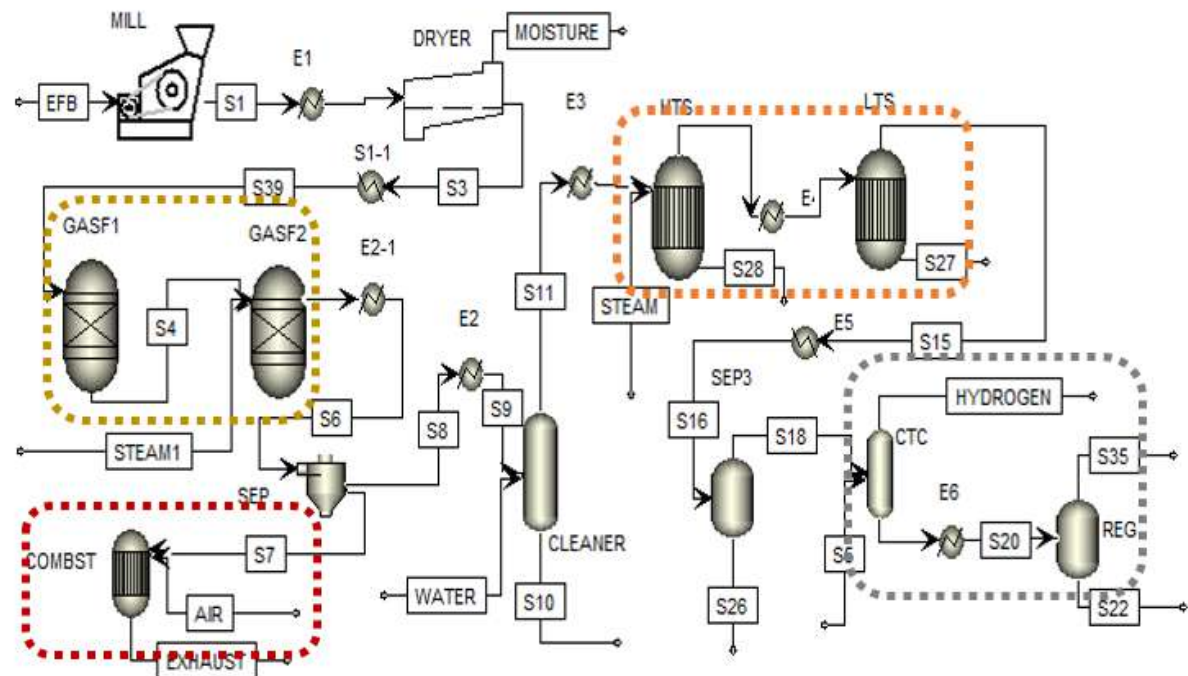 MILL
E1
DRYER
MOISTURE
EFB
S1
E3
HTS
LTS
S1-1
S39
S3
GASF1
GASF2
E2-1
S28
S27
S4
S11
STEAM
E2
E5
S15
SEP3
S6
S8
S9
S16
S18
HYDROGEN
CTC
S35
STEAM1
SEP
E6
COMBST
S7
CLEANER
S20
REG
AIR
WATER
S10
S26
S22
EXHAUST